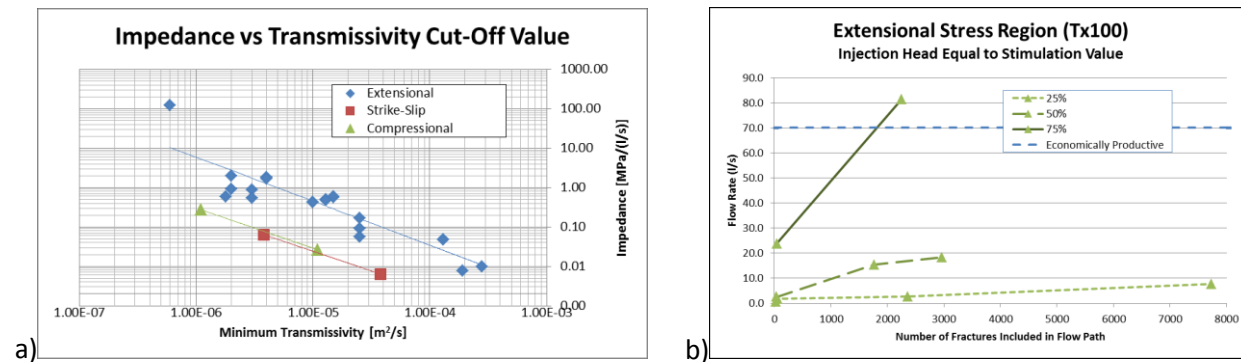 Impedance vs Transmissivity Cut-Off Value
1000.00
100.00
10.00
1.00
0.10
0.01
0.00
Impedance [MPa/(l/s)]
Extensional
Strike-Slip
Compressional
1.00E-07 1.00E-06 1.00E-05 1.00E-04 1.00E-03
Minimum Transmissivity [m²/s]
a)
Extensional Stress Region (Tx100)
Injection Head Equal to Stimulation Value
90.0
80.0
70.0
60.0
50.0
40.0
30.0
20.0
10.0
0.0
Flow Rate (l/s)
25%
50%
75%
Economically Productive
0 1000 2000 3000 4000 5000 6000 7000 8000
Number of Fractures Included in Flow Path
b)